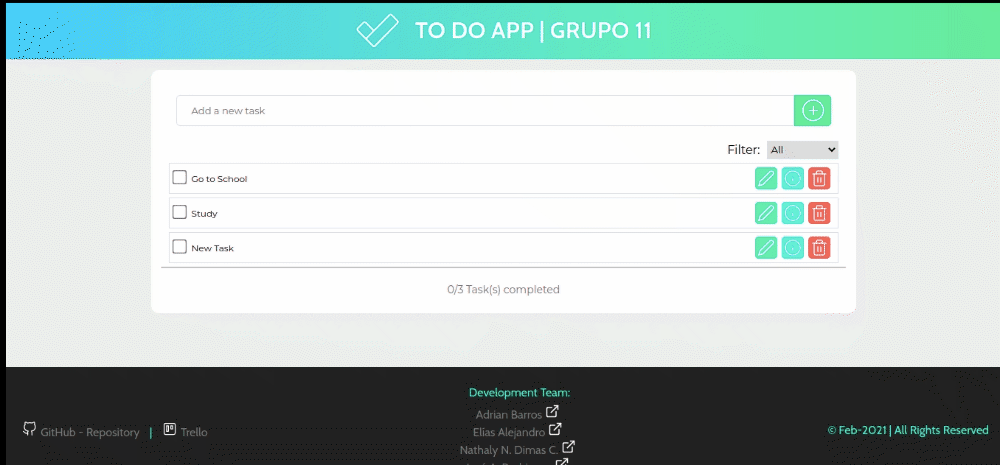 TO DO APP | GRUPO 11
Add a new task
Filter: All
Go to School
Study
New Task
0/3 Task(s) completed
Development Team:
Adrian Barros
Elias Alejandro
Nathaly N. Dimas C.
GitHub - Repository | Trello
© Feb-2021 | All Rights Reserved